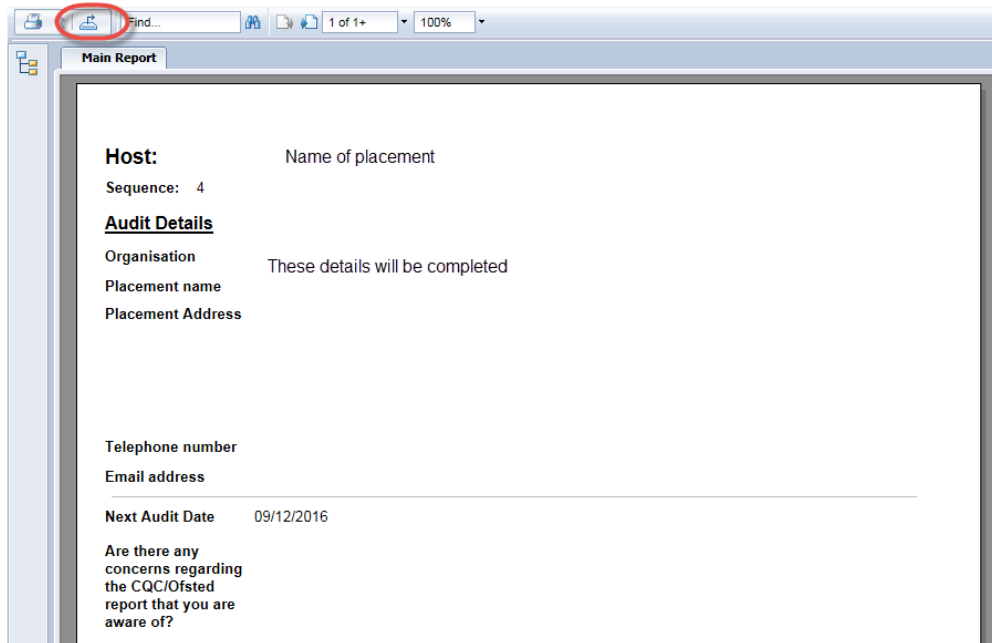 Find... 1 of 1+ 100%
Main Report
Host: Name of placement
Sequence: 4
Audit Details
Organisation
These details will be completed
Placement name
Placement Address
Telephone number
Email address
Next Audit Date 09/12/2016
Are there any
concerns regarding
the CQC/Ofsted
report that you are
aware of?